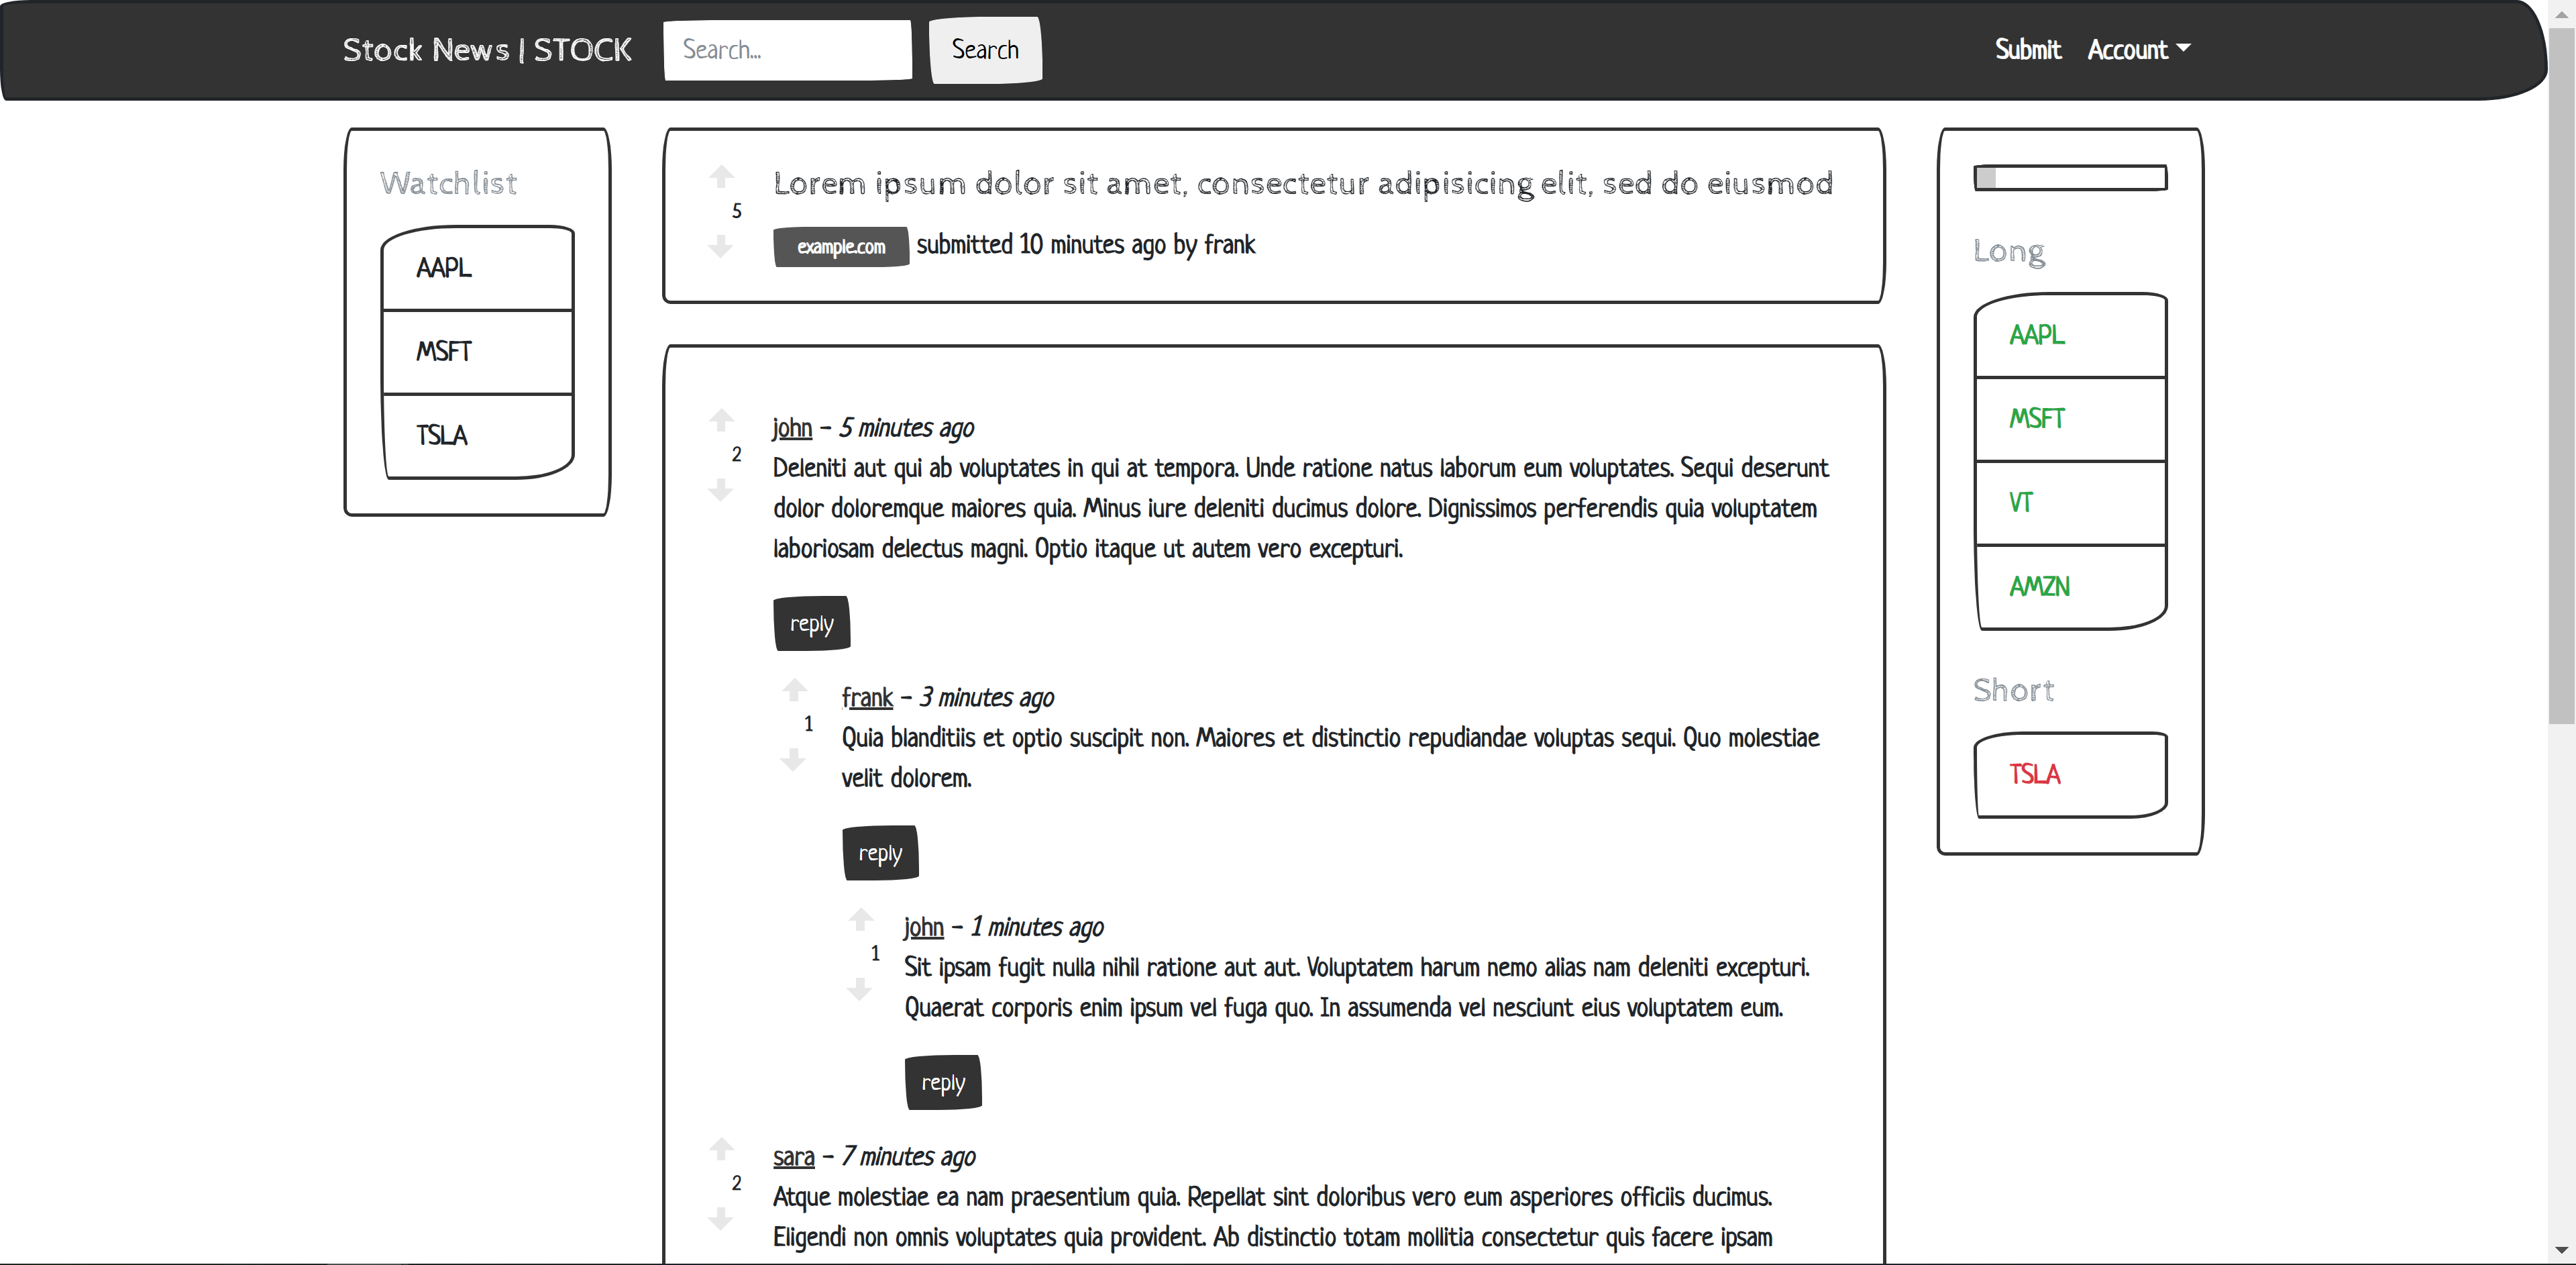 Stock News | STOCK
Search...
Search
Submit
Account
Watchlist
AAPL
MSFT
TSLA
5
Lorem ipsum dolor sit amet, consectetur adipisicing elit, sed do eiusmod
example.com submitted 10 minutes ago by frank
2
john - 5 minutes ago
Deleniti aut qui ab voluptates in qui at tempora. Unde ratione natus laborum eum voluptates. Sequi deserunt
dolor doloremque maiores quia. Minus iure deleniti ducimus dolore. Dignissimos perferendis quia voluptatem
laboriosam delectus magni. Optio itaque ut autem vero excepturi.
reply
1
frank - 3 minutes ago
Quia blanditiis et optio suscipit non. Maiores et distinctio repudiandae voluptas sequi. Quo molestiae
velit dolorem.
reply
1
john - 1 minutes ago
Sit ipsam fugit nulla nihil ratione aut aut. Voluptatem harum nemo alias nam deleniti excepturi.
Quaerat corporis enim ipsum vel fuga quo. In assumenda vel nesciunt eius voluptatem eum.
reply
2
sara - 7 minutes ago
Atque molestiae ea nam praesentium quia. Repellat sint doloribus vero eum asperiores officiis ducimus.
Eligendi non omnis voluptates quia provident. Ab distinctio totam mollitia consectetur quis facere ipsam
Long
AAPL
MSFT
VT
AMZN
Short
TSLA